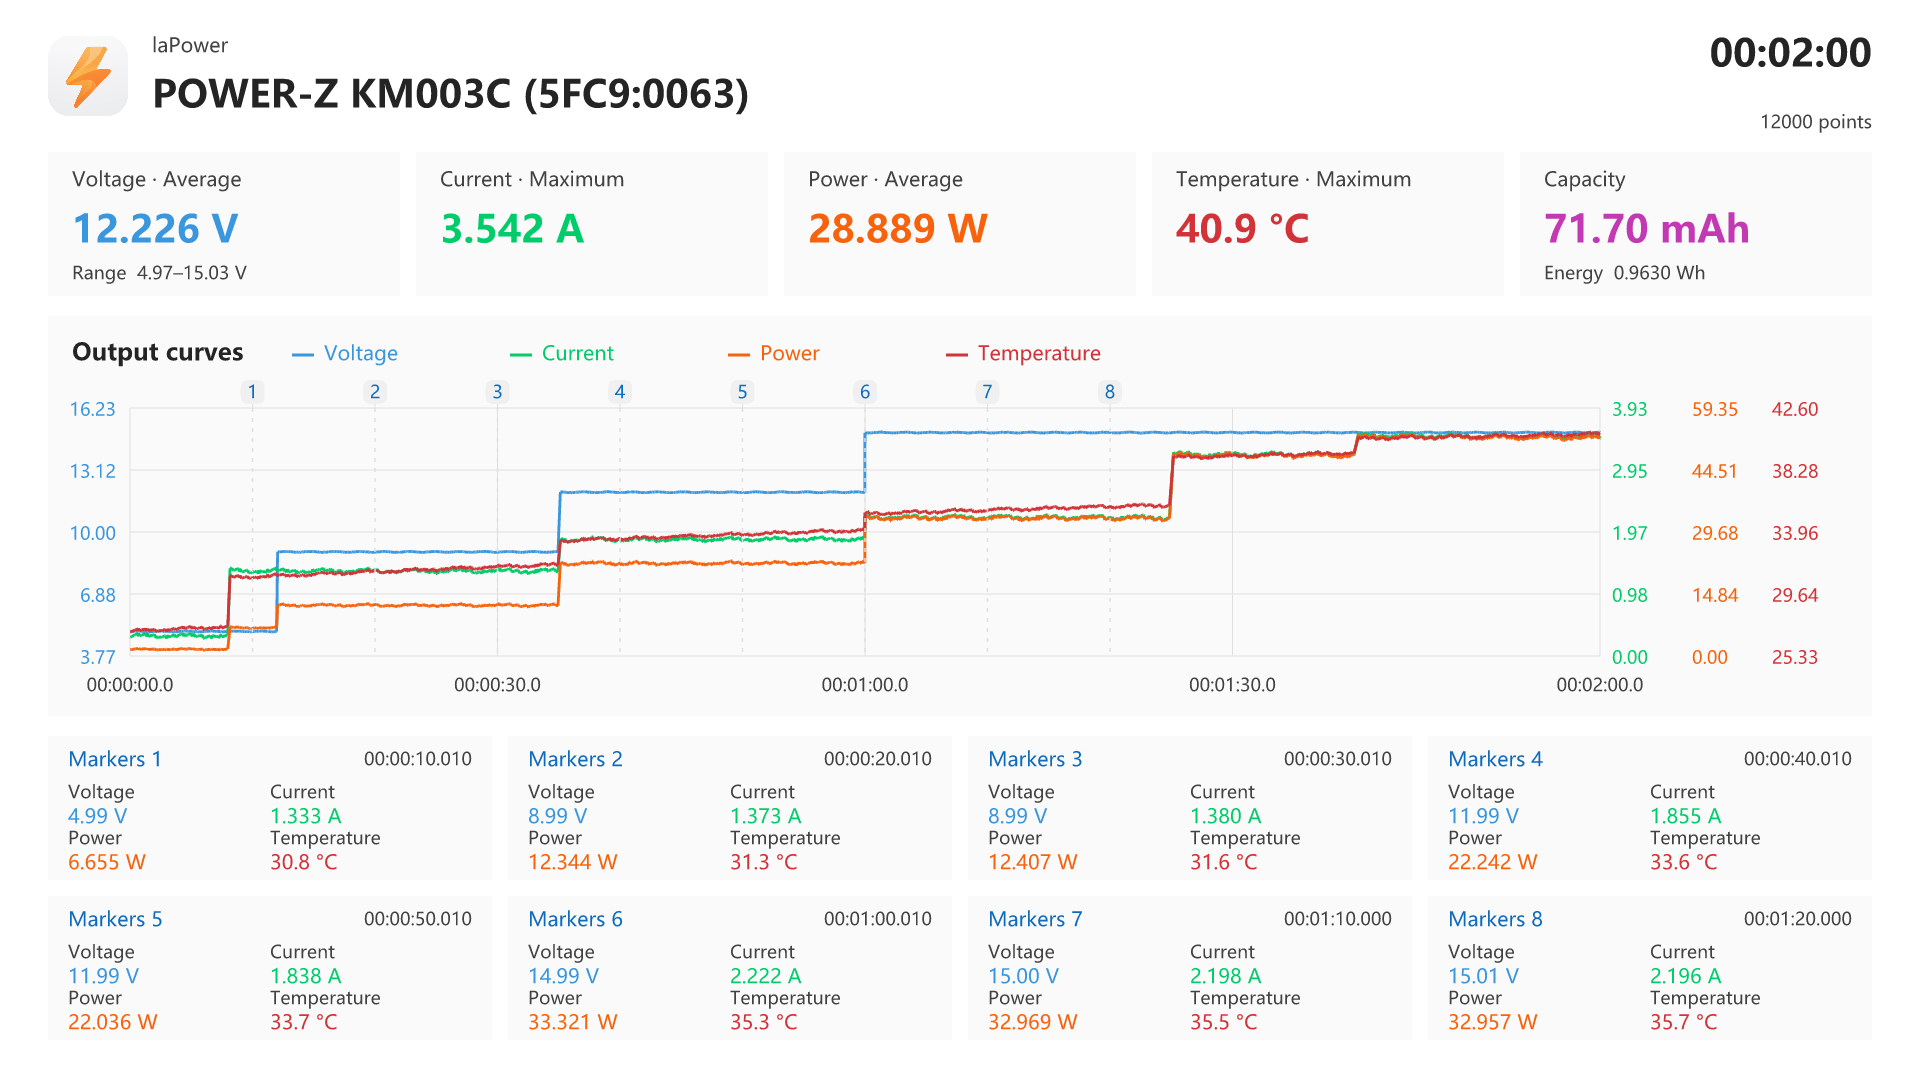 laPower
POWER-Z KM003C (5FC9:0063)
00:02:00
12000 points
Voltage · Average
12.226 V
Range 4.97–15.03 V
Current · Maximum
3.542 A
Power · Average
28.889 W
Temperature · Maximum
40.9 °C
Capacity
71.70 mAh
Energy 0.9630 Wh
Output curves
Voltage
Current
Power
Temperature
1 2 3 4 5 6 7 8
16.23 3.93 59.35 42.60
13.12 2.95 44.51 38.28
10.00 1.97 29.68 33.96
6.88 0.98 14.84 29.64
3.77 0.00 0.00 25.33
00:00:00.0 00:00:30.0 00:01:00.0 00:01:30.0 00:02:00.0
Markers 1 00:00:10.010
Voltage Current
4.99 V 1.333 A
Power Temperature
6.655 W 30.8 °C
Markers 2 00:00:20.010
Voltage Current
8.99 V 1.373 A
Power Temperature
12.344 W 31.3 °C
Markers 3 00:00:30.010
Voltage Current
8.99 V 1.380 A
Power Temperature
12.407 W 31.6 °C
Markers 4 00:00:40.010
Voltage Current
11.99 V 1.855 A
Power Temperature
22.242 W 33.6 °C
Markers 5 00:00:50.010
Voltage Current
11.99 V 1.838 A
Power Temperature
22.036 W 33.7 °C
Markers 6 00:01:00.010
Voltage Current
14.99 V 2.222 A
Power Temperature
33.321 W 35.3 °C
Markers 7 00:01:10.000
Voltage Current
15.00 V 2.198 A
Power Temperature
32.969 W 35.5 °C
Markers 8 00:01:20.000
Voltage Current
15.01 V 2.196 A
Power Temperature
32.957 W 35.7 °C